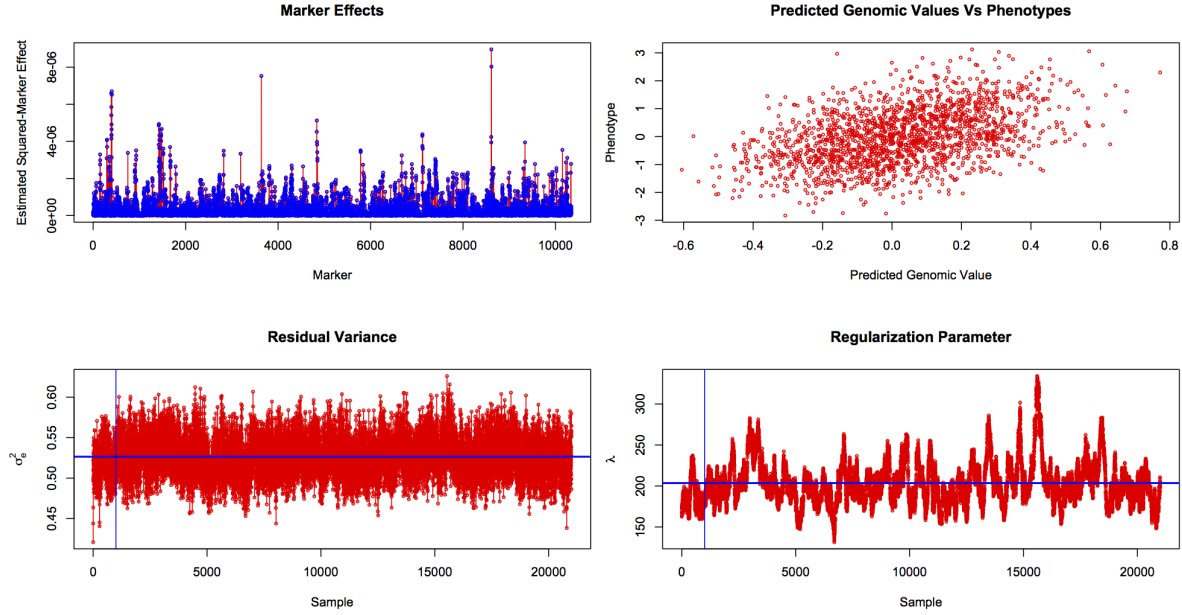 Marker Effects
Estimated Squared-Marker Effect
0e+00 4e-06 8e-06
0 2000 4000 6000 8000 10000
Marker
Predicted Genomic Values Vs Phenotypes
Phenotype
3
2
1
0
-1
-2
-3
-0.6 -0.4 -0.2 0.0 0.2 0.4 0.6 0.8
Predicted Genomic Value
Residual Variance
σ²ₑ
0.45 0.50 0.55 0.60
0 5000 10000 15000 20000
Sample
Regularization Parameter
λ
150 200 250 300
0 5000 10000 15000 20000
Sample